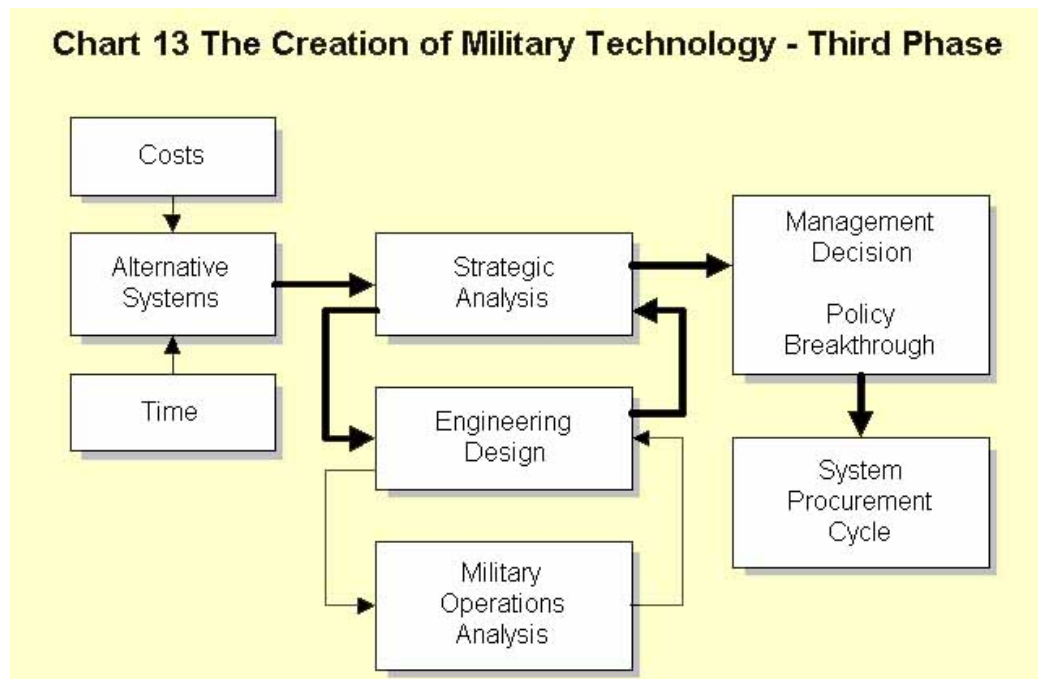 Chart 13 The Creation of Military Technology - Third Phase
Costs
Alternative
Systems
Time
Strategic
Analysis
Engineering
Design
Military
Operations
Analysis
Management
Decision
Policy
Breakthrough
System
Procurement
Cycle